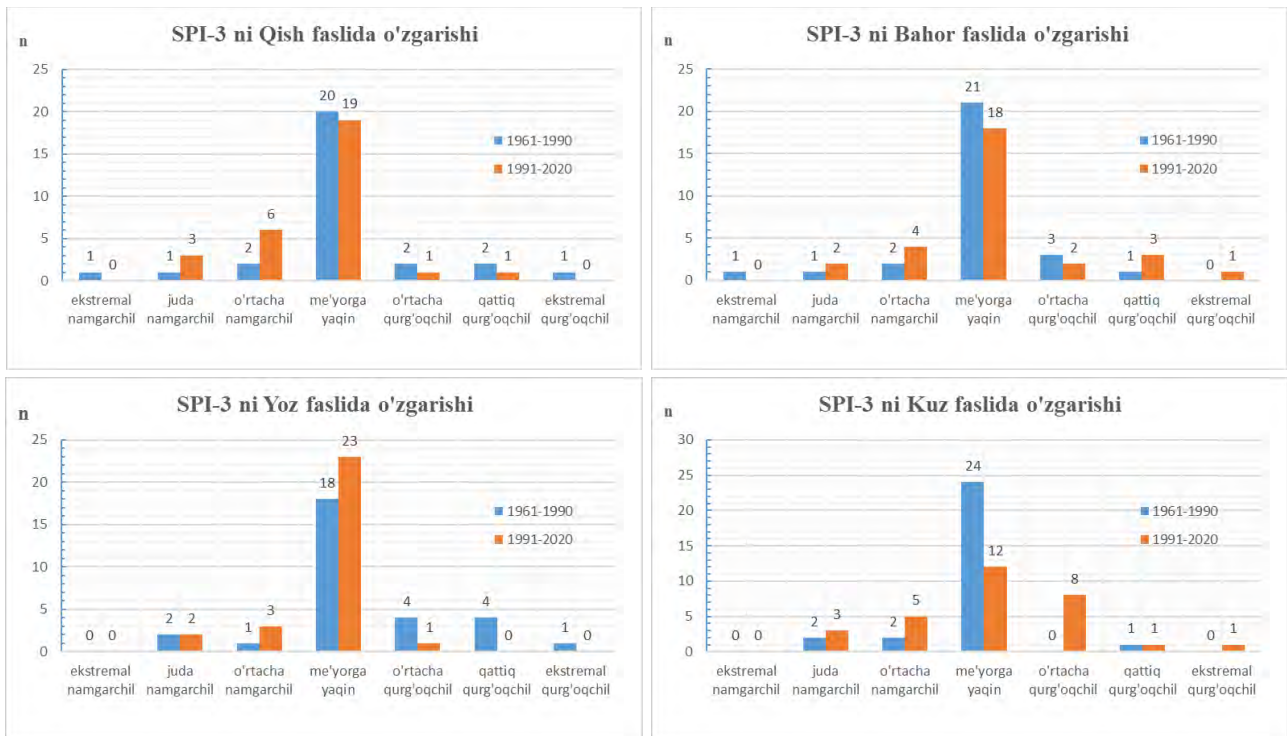 SPI-3 ni Qish faslida o'zgarishi
n
25
20
15
10
5
0
1 0
1 3
2 6
20 19
2 1
2 1
1 0
1961-1990
1991-2020
ekstremal namgarchil
juda namgarchil
o'rtacha namgarchil
me'yorga yaqin
o'rtacha qurg'oqchil
qattiq qurg'oqchil
ekstremal qurg'oqchil
SPI-3 ni Bahor faslida o'zgarishi
n
25
20
15
10
5
0
1 0
1 2
2 4
21 18
3 2
1 3
0 1
1961-1990
1991-2020
ekstremal namgarchil
juda namgarchil
o'rtacha namgarchil
me'yorga yaqin
o'rtacha qurg'oqchil
qattiq qurg'oqchil
ekstremal qurg'oqchil
SPI-3 ni Yoz faslida o'zgarishi
n
25
20
15
10
5
0
0 0
2 2
1 3
18 23
4 1
4 0
1 0
1961-1990
1991-2020
ekstremal namgarchil
juda namgarchil
o'rtacha namgarchil
me'yorga yaqin
o'rtacha qurg'oqchil
qattiq qurg'oqchil
ekstremal qurg'oqchil
SPI-3 ni Kuz faslida o'zgarishi
n
30
25
20
15
10
5
0
0 0
2 3
2 5
24 12
0 8
1 1
0 1
1961-1990
1991-2020
ekstremal namgarchil
juda namgarchil
o'rtacha namgarchil
me'yorga yaqin
o'rtacha qurg'oqchil
qattiq qurg'oqchil
ekstremal qurg'oqchil